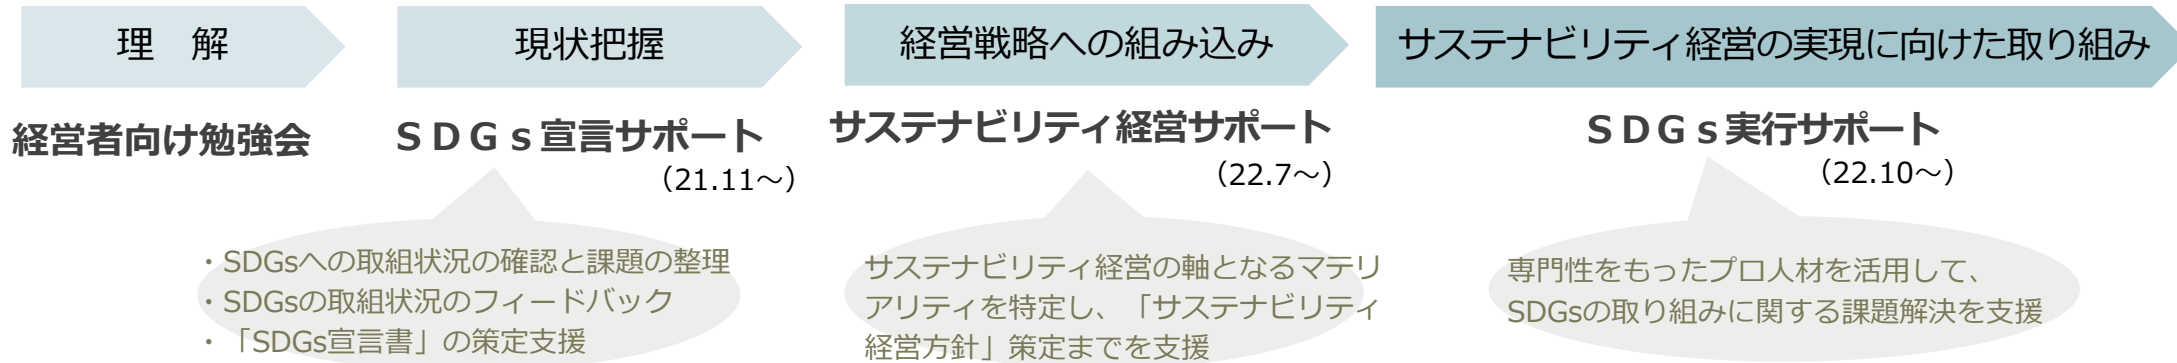 理　解
現状把握
経営戦略への組み込み
サステナビリティ経営の実現に向けた取り組み
経営者向け勉強会
ＳＤＧｓ宣言サポート
（21.11～）
サステナビリティ経営サポート
（22.7～）
ＳＤＧｓ実行サポート
（22.10～）
・SDGsへの取組状況の確認と課題の整理
・SDGsの取組状況のフィードバック
・「SDGs宣言書」の策定支援
サステナビリティ経営の軸となるマテリ
アリティを特定し、「サステナビリティ
経営方針」策定までを支援
専門性をもったプロ人材を活用して、
SDGsの取り組みに関する課題解決を支援